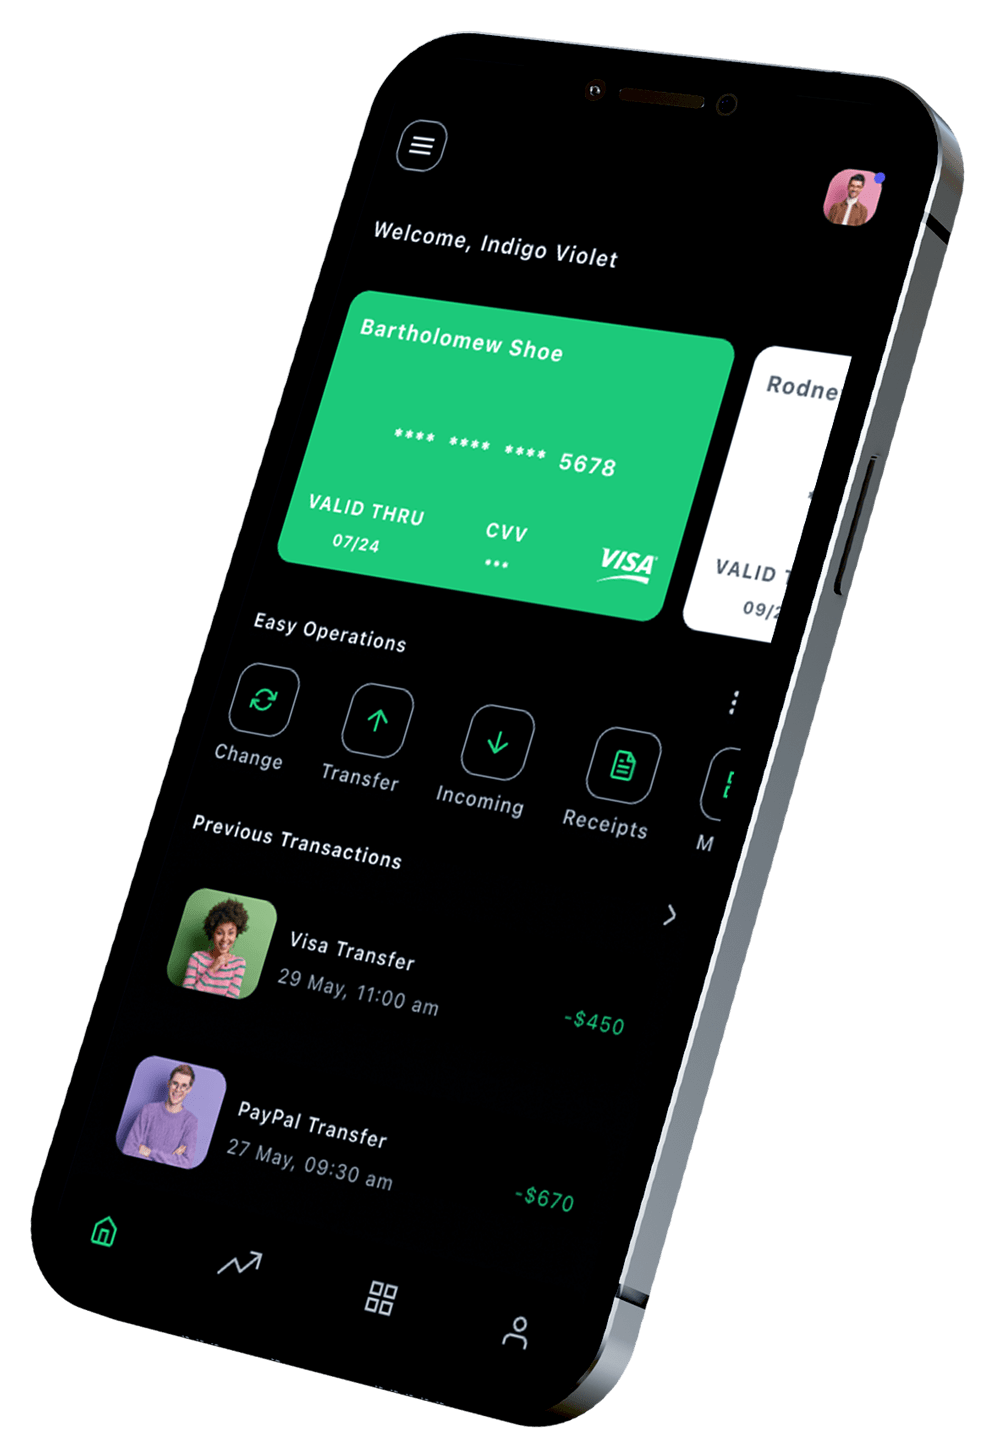 Welcome, Indigo Violet
Bartholomew Shoe
**** **** **** 5678
VALID THRU
07/24
CVV
•••
VISA
VALID
09/2
Easy Operations
Change
Transfer
Incoming
Receipts
M
Previous Transactions
Visa Transfer
29 May, 11:00 am
-$450
PayPal Transfer
27 May, 09:30 am
-$670